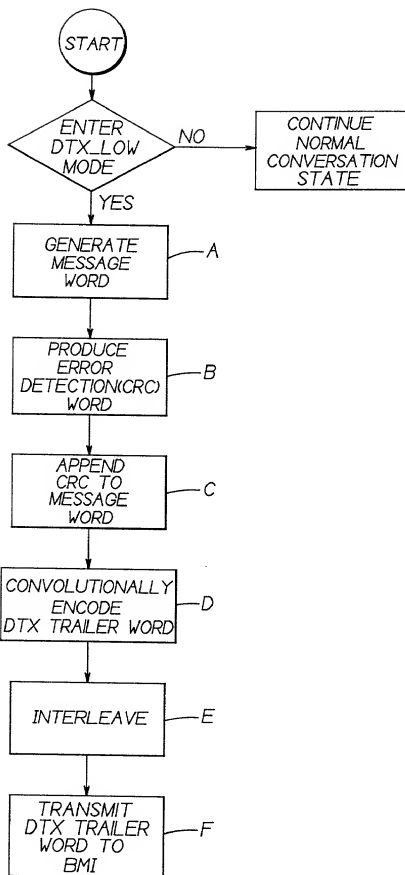 START
ENTER
DTX_LOW
MODE
NO
CONTINUE
NORMAL
CONVERSATION
STATE
YES
GENERATE
MESSAGE
WORD
A
PRODUCE
ERROR
DETECTION(CRC)
WORD
B
APPEND
CRC TO
MESSAGE
WORD
C
CONVOLUTIONALLY
ENCODE
DTX TRAILER WORD
D
INTERLEAVE
E
TRANSMIT
DTX TRAILER
WORD TO
BMI
F